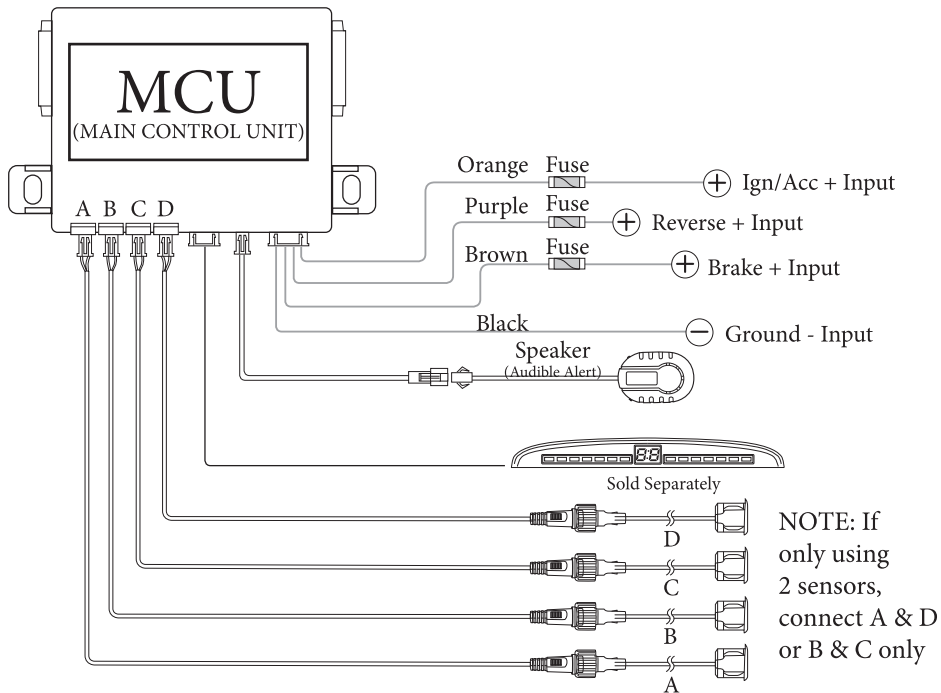 MCU
(MAIN CONTROL UNIT)
A B C D
Orange Fuse
Ign/Acc + Input
Purple Fuse
Reverse + Input
Brown Fuse
Brake + Input
Black
Ground - Input
Speaker
(Audible Alert)
88
Sold Separately
D
C
B
A
NOTE: If
only using
2 sensors,
connect A & D
or B & C only